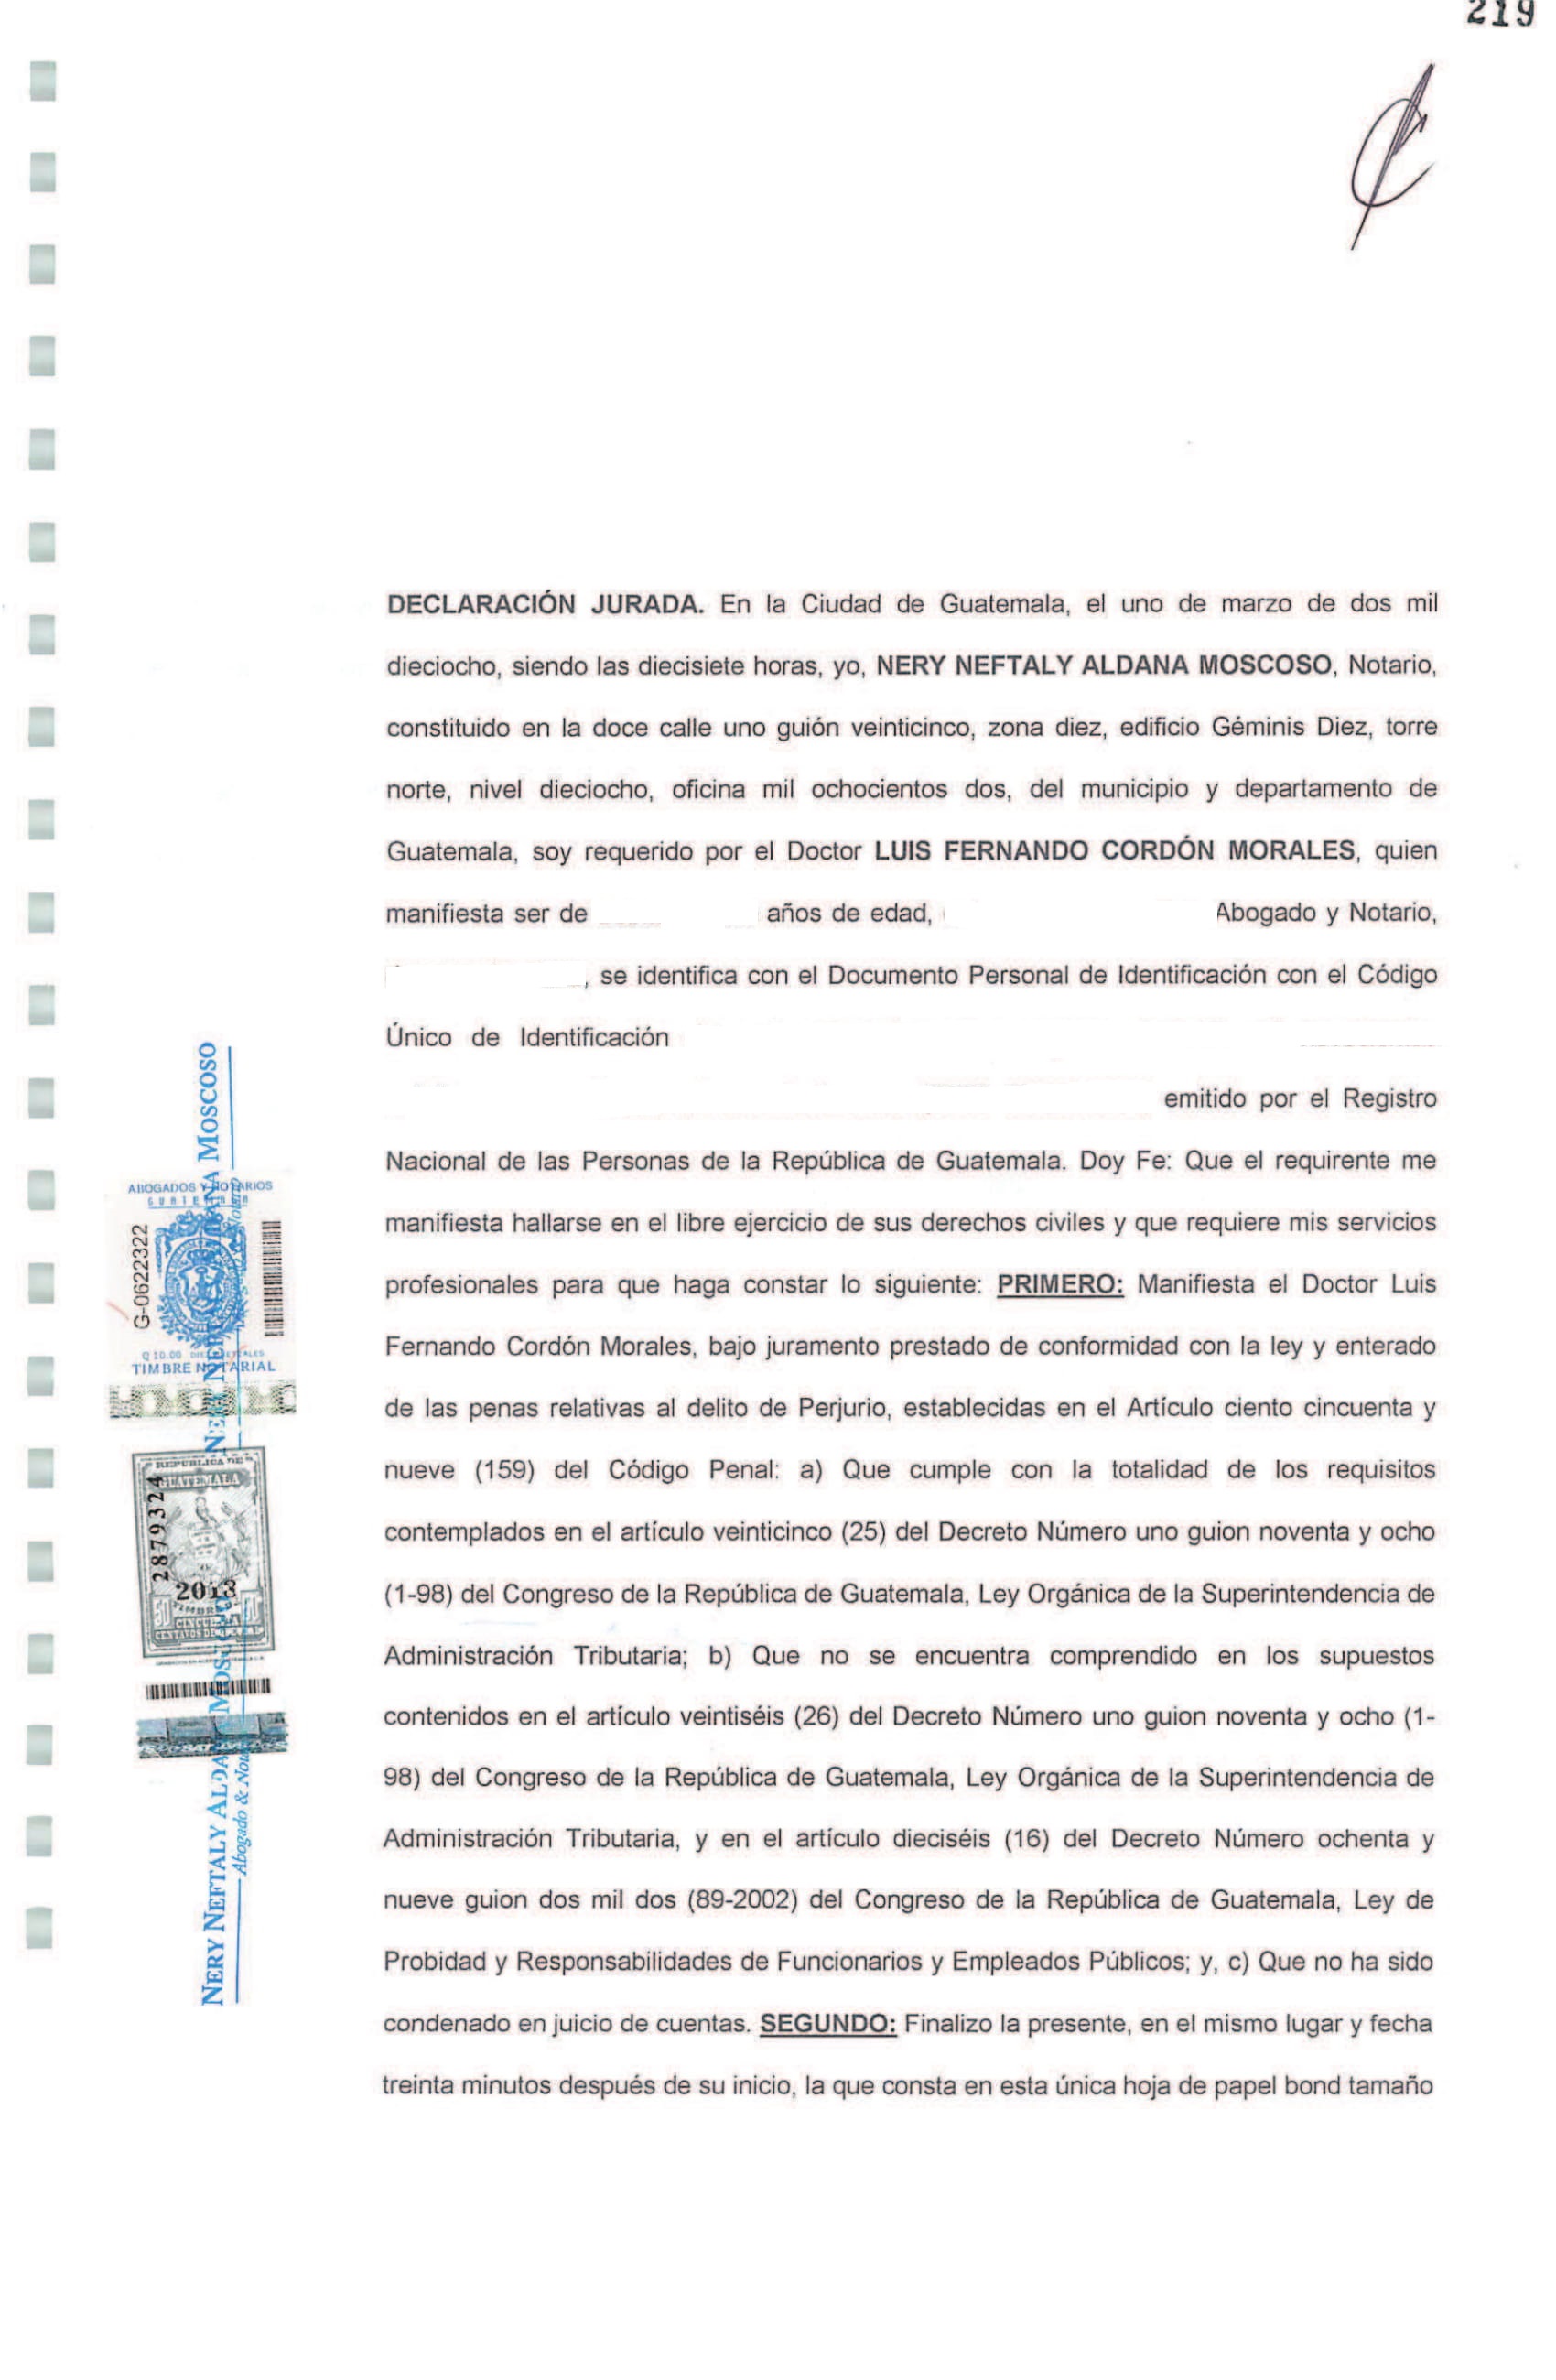 219
DECLARACIÓN JURADA. En la Ciudad de Guatemala, el uno de marzo de dos mil
dieciocho, siendo las diecisiete horas, yo, NERY NEFTALY ALDANA MOSCOSO, Notario,
constituido en la doce calle uno guión veinticinco, zona diez, edificio Géminis Diez, torre
norte, nivel dieciocho, oficina mil ochocientos dos, del municipio y departamento de
Guatemala, soy requerido por el Doctor LUIS FERNANDO CORDÓN MORALES, quien
manifiesta ser de años de edad, Abogado y Notario,
, se identifica con el Documento Personal de Identificación con el Código
Único de Identificación
emitido por el Registro
Nacional de las Personas de la República de Guatemala. Doy Fe: Que el requirente me
manifiesta hallarse en el libre ejercicio de sus derechos civiles y que requiere mis servicios
profesionales para que haga constar lo siguiente: PRIMERO: Manifiesta el Doctor Luis
Fernando Cordón Morales, bajo juramento prestado de conformidad con la ley y enterado
de las penas relativas al delito de Perjurio, establecidas en el Artículo ciento cincuenta y
nueve (159) del Código Penal: a) Que cumple con la totalidad de los requisitos
contemplados en el artículo veinticinco (25) del Decreto Número uno guion noventa y ocho
(1-98) del Congreso de la República de Guatemala, Ley Orgánica de la Superintendencia de
Administración Tributaria; b) Que no se encuentra comprendido en los supuestos
contenidos en el artículo veintiséis (26) del Decreto Número uno guion noventa y ocho (1-
98) del Congreso de la República de Guatemala, Ley Orgánica de la Superintendencia de
Administración Tributaria, y en el artículo dieciséis (16) del Decreto Número ochenta y
nueve guion dos mil dos (89-2002) del Congreso de la República de Guatemala, Ley de
Probidad y Responsabilidades de Funcionarios y Empleados Públicos; y, c) Que no ha sido
condenado en juicio de cuentas. SEGUNDO: Finalizo la presente, en el mismo lugar y fecha
treinta minutos después de su inicio, la que consta en esta única hoja de papel bond tamaño
ABOGADOS Y NOTARIOS
G-0622322
Q 10.00
TIMBRE NOTARIAL
REPUBLICA DE
GUATEMALA
2879324
NERY NEFTALY ALDANA MOSCOSO
Abogado &